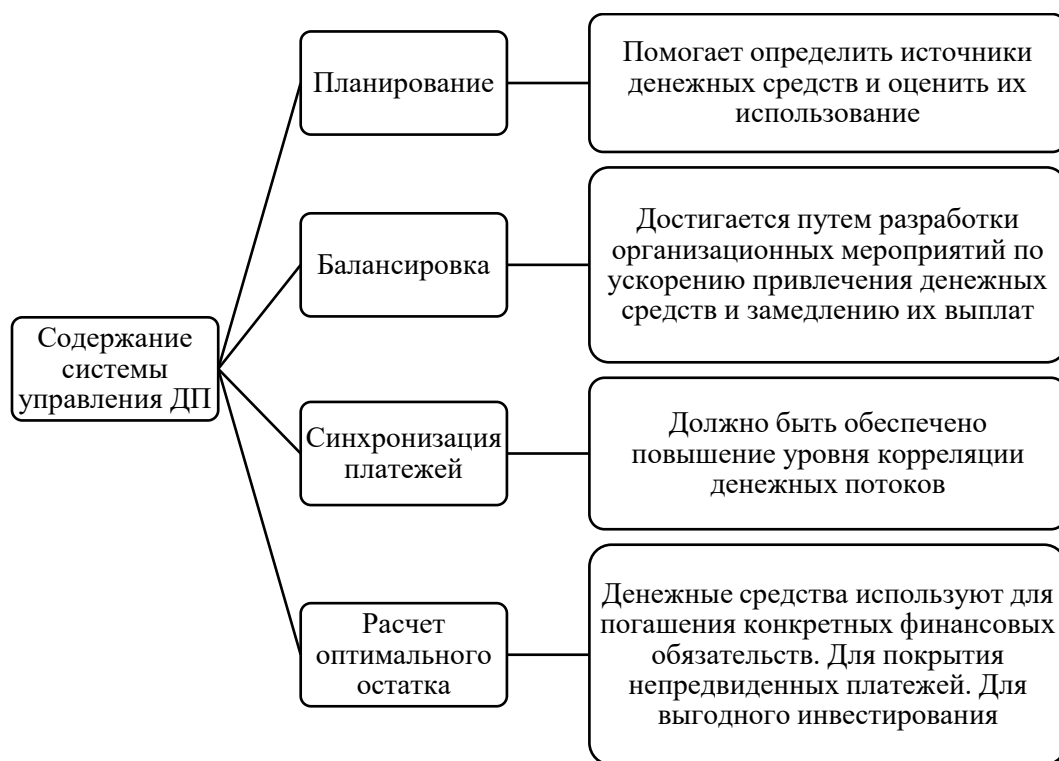 Содержание
системы
управления ДП
Планирование
Помогает определить источники
денежных средств и оценить их
использование
Балансировка
Достигается путем разработки
организационных мероприятий по
ускорению привлечения денежных
средств и замедлению их выплат
Синхронизация
платежей
Должно быть обеспечено
повышение уровня корреляции
денежных потоков
Расчет
оптимального
остатка
Денежные средства используют для
погашения конкретных финансовых
обязательств. Для покрытия
непредвиденных платежей. Для
выгодного инвестирования